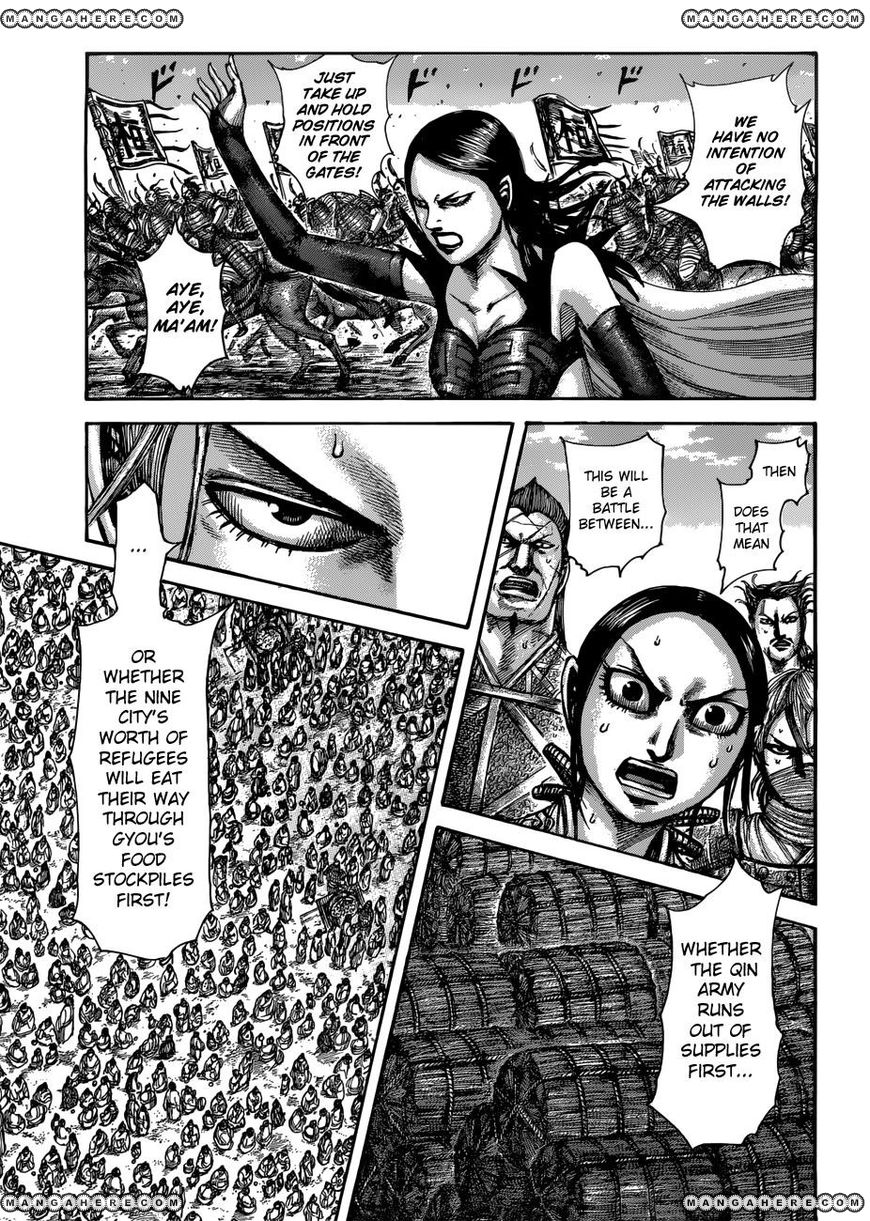 MANGAHERE.COM
MANGAHERE.COM
WE
HAVE NO
INTENTION
OF
ATTACKING
THE WALLS!
JUST
TAKE UP
AND HOLD
POSITIONS
IN FRONT
OF THE
GATES!
AYE,
AYE,
MA'AM!
ド
ド
ド
ド
桓
桓
THEN
DOES
THAT
MEAN
THIS WILL
BE A
BATTLE
BETWEEN...
WHETHER
THE QIN
ARMY
RUNS
OUT OF
SUPPLIES
FIRST...
...
OR
WHETHER
THE NINE
CITY'S
WORTH OF
REFUGEES
WILL EAT
THEIR WAY
THROUGH
GYOU'S
FOOD
STOCKPILES
FIRST!
MANGAHERE.COM
MANGAHERE.COM